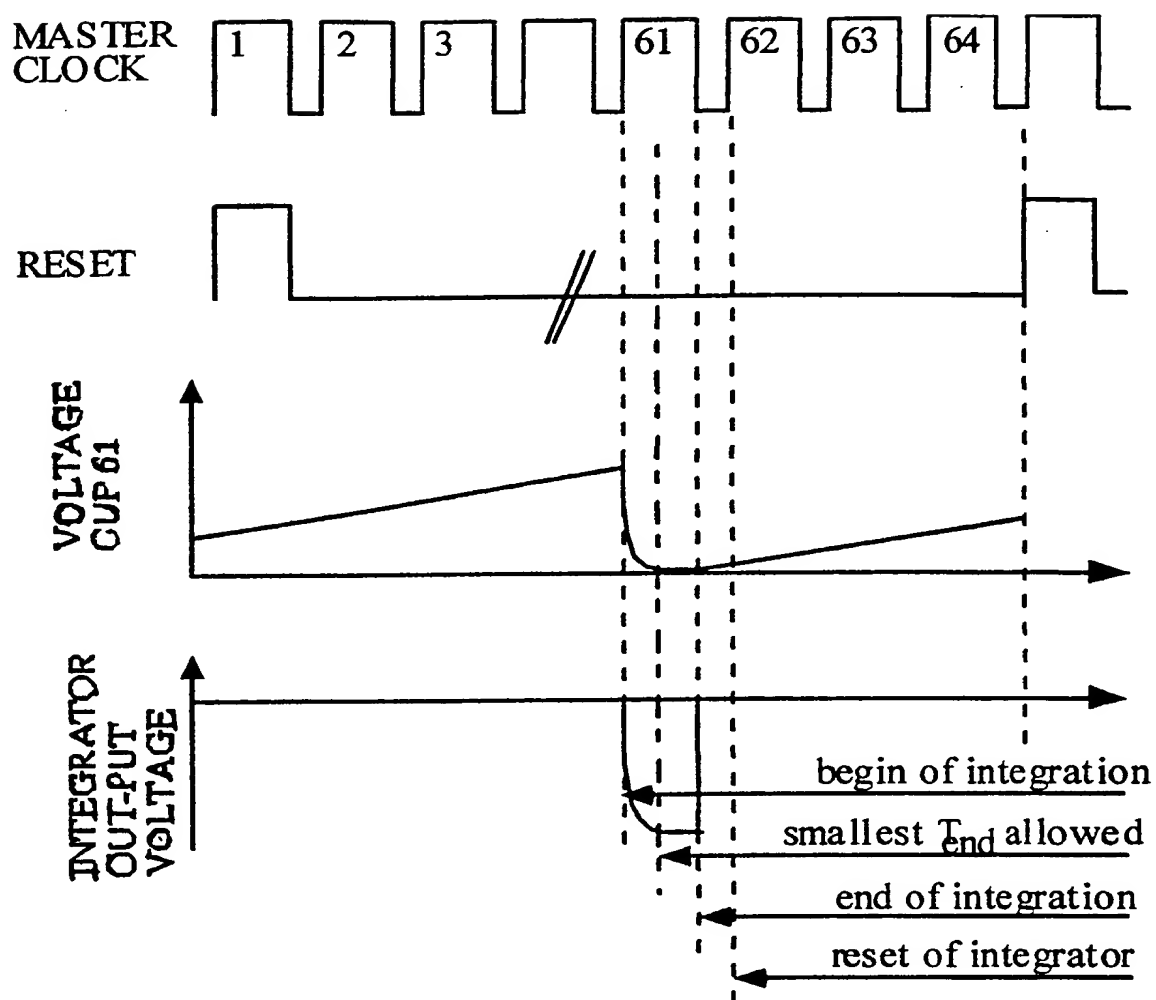 MASTER
CLOCK
1
2
3
61
62
63
64
RESET
VOLTAGE
CUP 61
INTEGRATOR
OUT-PUT
VOLTAGE
begin of integration
smallest Tend allowed
end of integration
reset of integrator